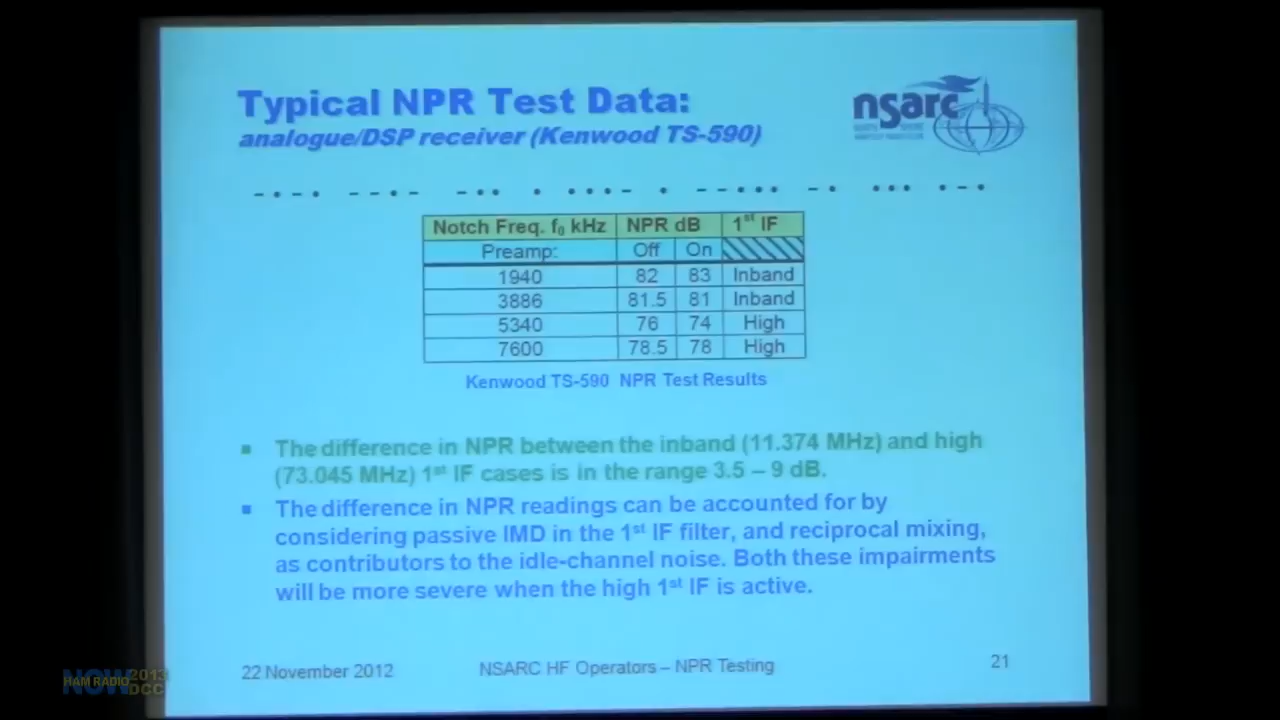 Typical NPR Test Data:
analogue/DSP receiver (Kenwood TS-590)
nsarc
Notch Freq. f₀ kHz NPR dB 1st IF
Preamp: Off On
1940 82 83 Inband
3886 81.5 81 Inband
5340 76 74 High
7600 78.5 78 High
Kenwood TS-590 NPR Test Results
▪ The difference in NPR between the inband (11.374 MHz) and high
(73.045 MHz) 1st IF cases is in the range 3.5 – 9 dB.
▪ The difference in NPR readings can be accounted for by
considering passive IMD in the 1st IF filter, and reciprocal mixing,
as contributors to the idle-channel noise. Both these impairments
will be more severe when the high 1st IF is active.
22 November 2012 NSARC HF Operators – NPR Testing 21
HAM RADIO NOW 2013 DCC